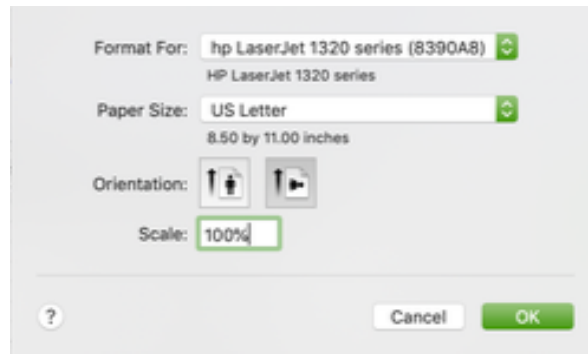 Format For: hp LaserJet 1320 series (8390A8)
HP LaserJet 1320 series
Paper Size: US Letter
8.50 by 11.00 inches
Orientation:
Scale: 100%
? Cancel OK